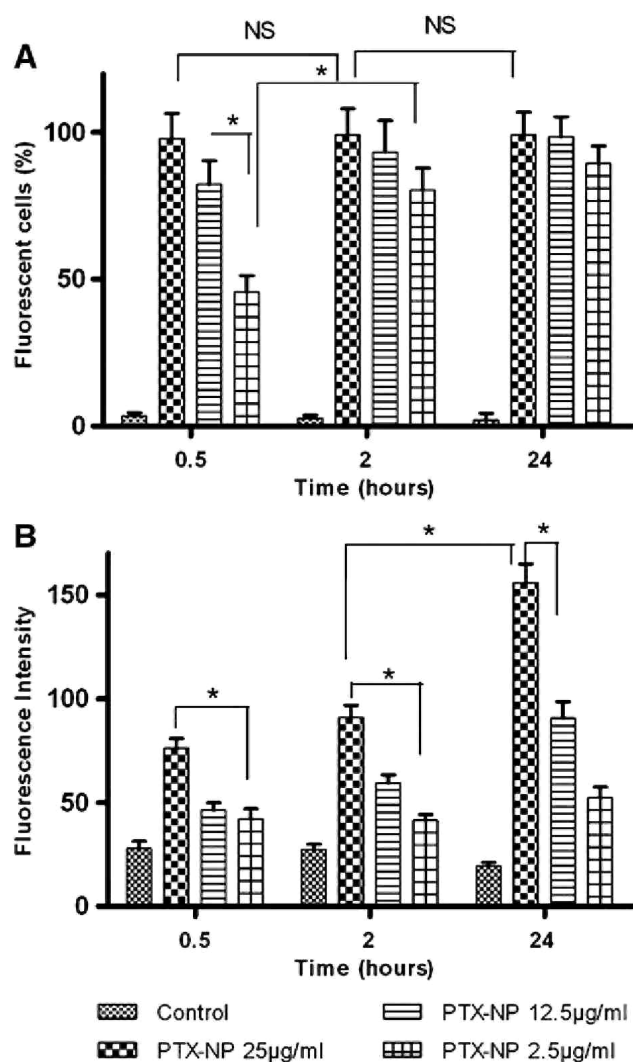 A
NS
NS
*
*
Fluorescent cells (%)
100
50
0
0.5
2
24
Time (hours)
B
*
*
*
*
Fluorescence Intensity
150
100
50
0
0.5
2
24
Time (hours)
Control
PTX-NP 12.5µg/ml
PTX-NP 25µg/ml
PTX-NP 2.5µg/ml